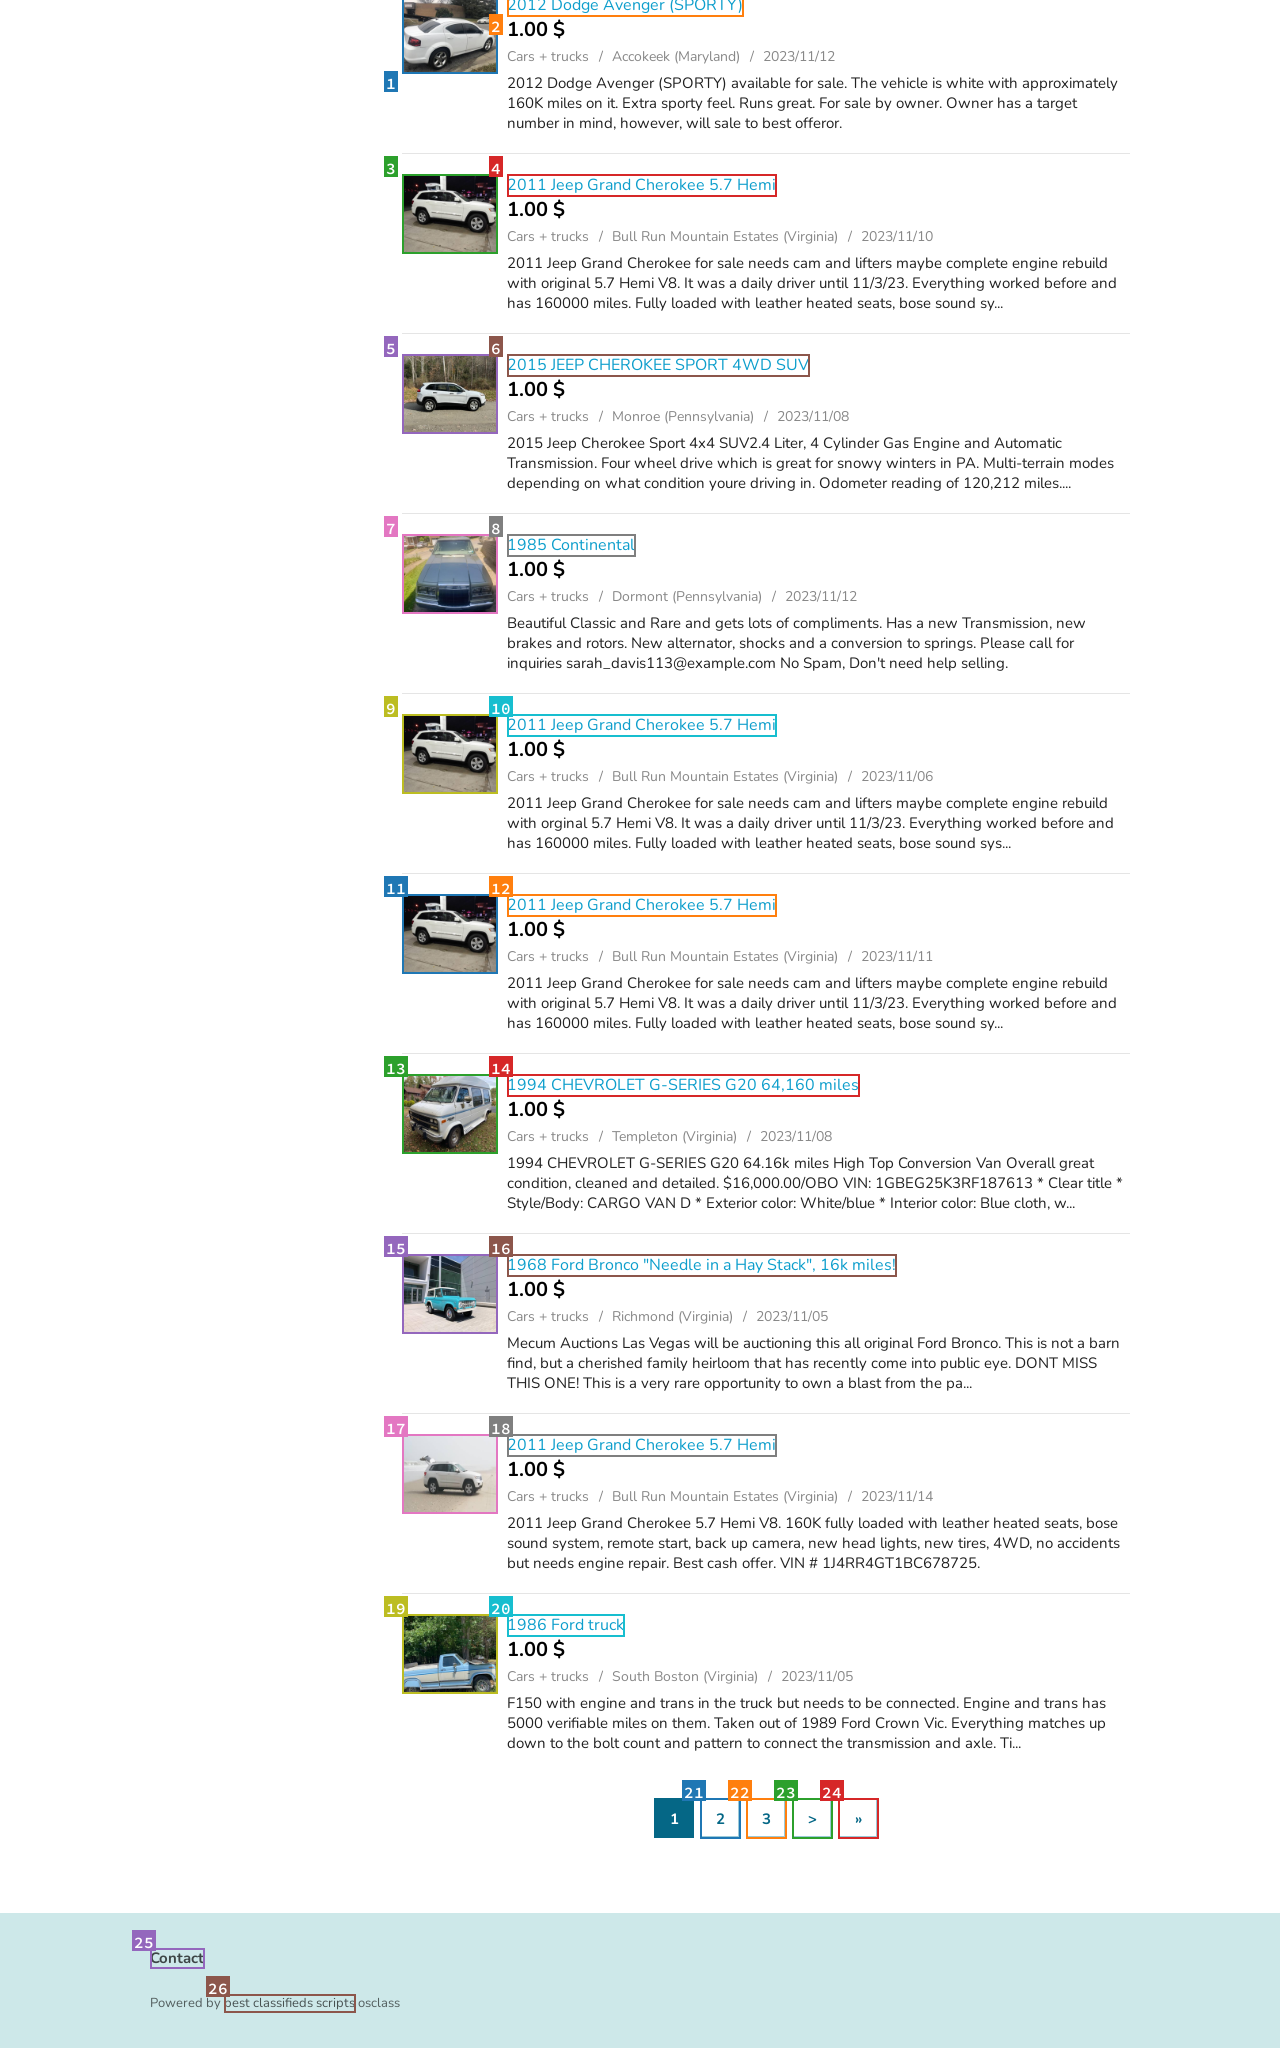 2012 Dodge Avenger (SPORTY)
2
1.00 $
Cars + trucks / Accokeek (Maryland) / 2023/11/12
1
2012 Dodge Avenger (SPORTY) available for sale. The vehicle is white with approximately
160K miles on it. Extra sporty feel. Runs great. For sale by owner. Owner has a target
number in mind, however, will sale to best offeror.
3
4
2011 Jeep Grand Cherokee 5.7 Hemi
1.00 $
Cars + trucks / Bull Run Mountain Estates (Virginia) / 2023/11/10
2011 Jeep Grand Cherokee for sale needs cam and lifters maybe complete engine rebuild
with original 5.7 Hemi V8. It was a daily driver until 11/3/23. Everything worked before and
has 160000 miles. Fully loaded with leather heated seats, bose sound sy...
5
6
2015 JEEP CHEROKEE SPORT 4WD SUV
1.00 $
Cars + trucks / Monroe (Pennsylvania) / 2023/11/08
2015 Jeep Cherokee Sport 4x4 SUV2.4 Liter, 4 Cylinder Gas Engine and Automatic
Transmission. Four wheel drive which is great for snowy winters in PA. Multi-terrain modes
depending on what condition youre driving in. Odometer reading of 120,212 miles....
7
8
1985 Continental
1.00 $
Cars + trucks / Dormont (Pennsylvania) / 2023/11/12
Beautiful Classic and Rare and gets lots of compliments. Has a new Transmission, new
brakes and rotors. New alternator, shocks and a conversion to springs. Please call for
inquiries sarah_davis113@example.com No Spam, Don't need help selling.
9
10
2011 Jeep Grand Cherokee 5.7 Hemi
1.00 $
Cars + trucks / Bull Run Mountain Estates (Virginia) / 2023/11/06
2011 Jeep Grand Cherokee for sale needs cam and lifters maybe complete engine rebuild
with orginal 5.7 Hemi V8. It was a daily driver until 11/3/23. Everything worked before and
has 160000 miles. Fully loaded with leather heated seats, bose sound sys...
11
12
2011 Jeep Grand Cherokee 5.7 Hemi
1.00 $
Cars + trucks / Bull Run Mountain Estates (Virginia) / 2023/11/11
2011 Jeep Grand Cherokee for sale needs cam and lifters maybe complete engine rebuild
with original 5.7 Hemi V8. It was a daily driver until 11/3/23. Everything worked before and
has 160000 miles. Fully loaded with leather heated seats, bose sound sy...
13
14
1994 CHEVROLET G-SERIES G20 64,160 miles
1.00 $
Cars + trucks / Templeton (Virginia) / 2023/11/08
1994 CHEVROLET G-SERIES G20 64.16k miles High Top Conversion Van Overall great
condition, cleaned and detailed. $16,000.00/OBO VIN: 1GBEG25K3RF187613 * Clear title *
Style/Body: CARGO VAN D * Exterior color: White/blue * Interior color: Blue cloth, w...
15
16
1968 Ford Bronco "Needle in a Hay Stack", 16k miles!
1.00 $
Cars + trucks / Richmond (Virginia) / 2023/11/05
Mecum Auctions Las Vegas will be auctioning this all original Ford Bronco. This is not a barn
find, but a cherished family heirloom that has recently come into public eye. DONT MISS
THIS ONE! This is a very rare opportunity to own a blast from the pa...
17
18
2011 Jeep Grand Cherokee 5.7 Hemi
1.00 $
Cars + trucks / Bull Run Mountain Estates (Virginia) / 2023/11/14
2011 Jeep Grand Cherokee 5.7 Hemi V8. 160K fully loaded with leather heated seats, bose
sound system, remote start, back up camera, new head lights, new tires, 4WD, no accidents
but needs engine repair. Best cash offer. VIN # 1J4RR4GT1BC678725.
19
20
1986 Ford truck
1.00 $
Cars + trucks / South Boston (Virginia) / 2023/11/05
F150 with engine and trans in the truck but needs to be connected. Engine and trans has
5000 verifiable miles on them. Taken out of 1989 Ford Crown Vic. Everything matches up
down to the bolt count and pattern to connect the transmission and axle. Ti...
21 22 23 24
1 2 3 > »
25
Contact
26
Powered by best classifieds scripts osclass